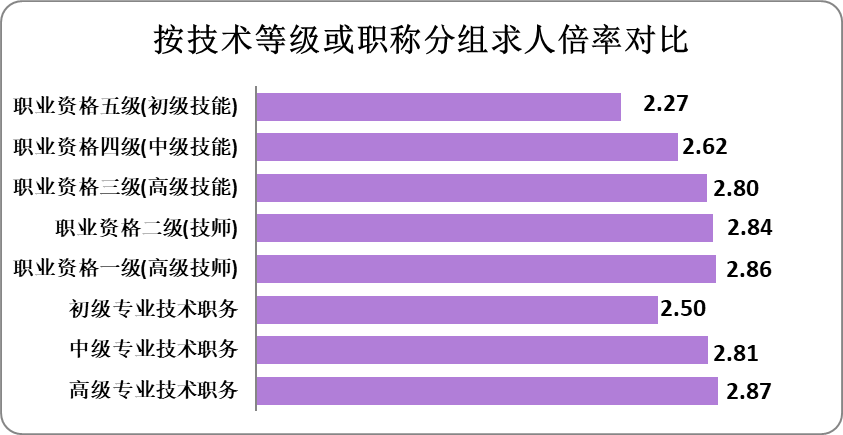 按技术等级或职称分组求人倍率对比
职业资格五级(初级技能) 2.27
职业资格四级(中级技能) 2.62
职业资格三级(高级技能) 2.80
职业资格二级(技师) 2.84
职业资格一级(高级技师) 2.86
初级专业技术职务 2.50
中级专业技术职务 2.81
高级专业技术职务 2.87